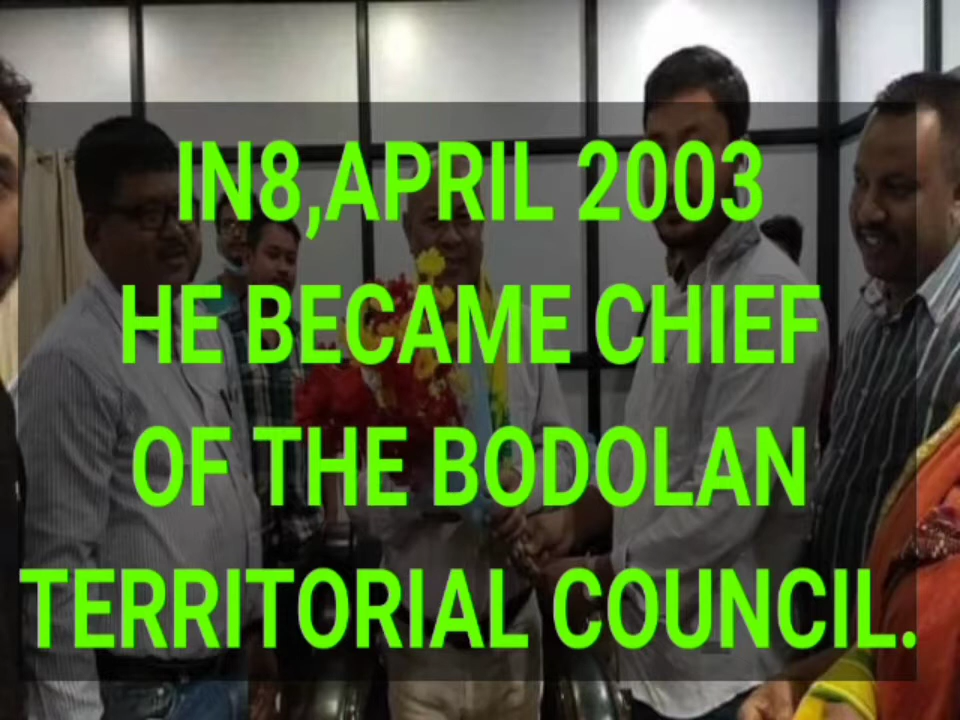 IN8,APRIL 2003
HE BECAME CHIEF
OF THE BODOLAN
TERRITORIAL COUNCIL.